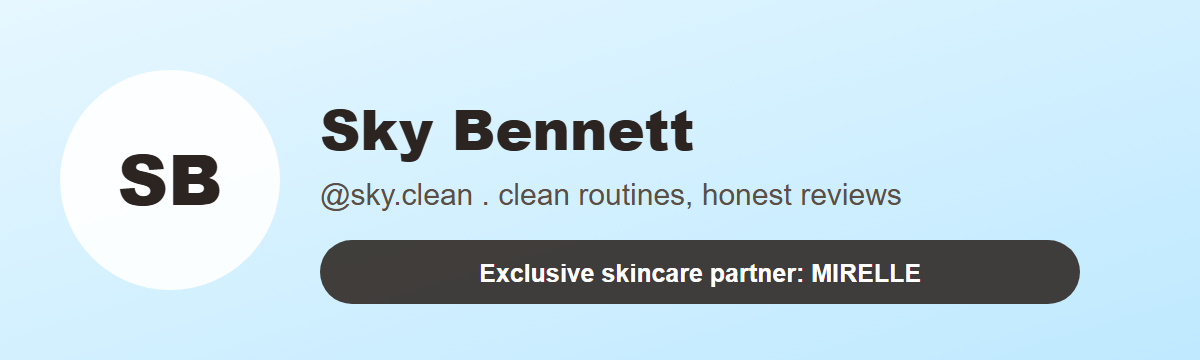 SB
Sky Bennett
@sky.clean . clean routines, honest reviews
Exclusive skincare partner: MIRELLE